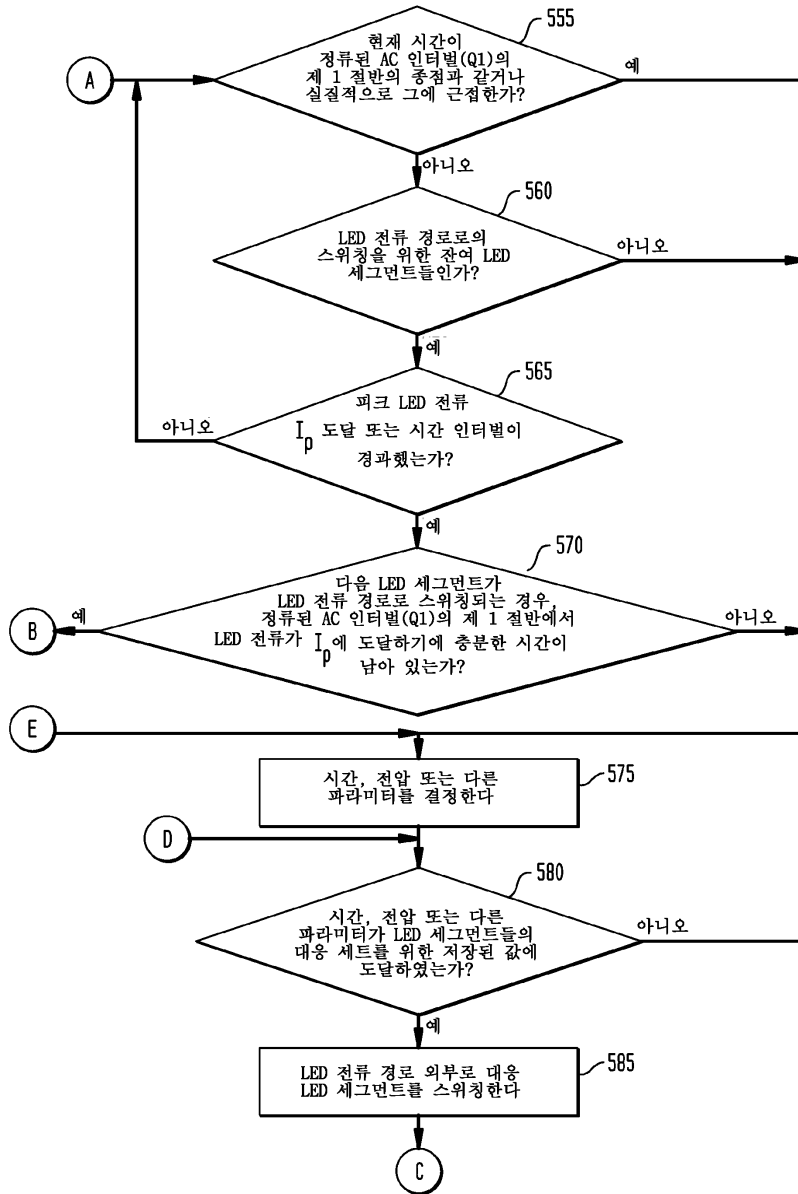 555
현재 시간이
정류된 AC 인터벌(Q1)의
제 1 절반의 종점과 같거나
실질적으로 그에 근접한가?
예
A
아니오
560
LED 전류 경로로의
스위칭을 위한 잔여 LED
세그먼트들인가?
아니오
예
565
피크 LED 전류
Ip 도달 또는 시간 인터벌이
경과했는가?
아니오
예
570
다음 LED 세그먼트가
LED 전류 경로로 스위칭되는 경우,
정류된 AC 인터벌(Q1)의 제 1 절반에서
LED 전류가 Ip에 도달하기에 충분한 시간이
남아 있는가?
예
아니오
B
E
575
시간, 전압 또는 다른
파라미터를 결정한다
D
580
시간, 전압 또는 다른
파라미터가 LED 세그먼트들의
대응 세트를 위한 저장된 값에
도달하였는가?
아니오
예
585
LED 전류 경로 외부로 대응
LED 세그먼트를 스위칭한다
C